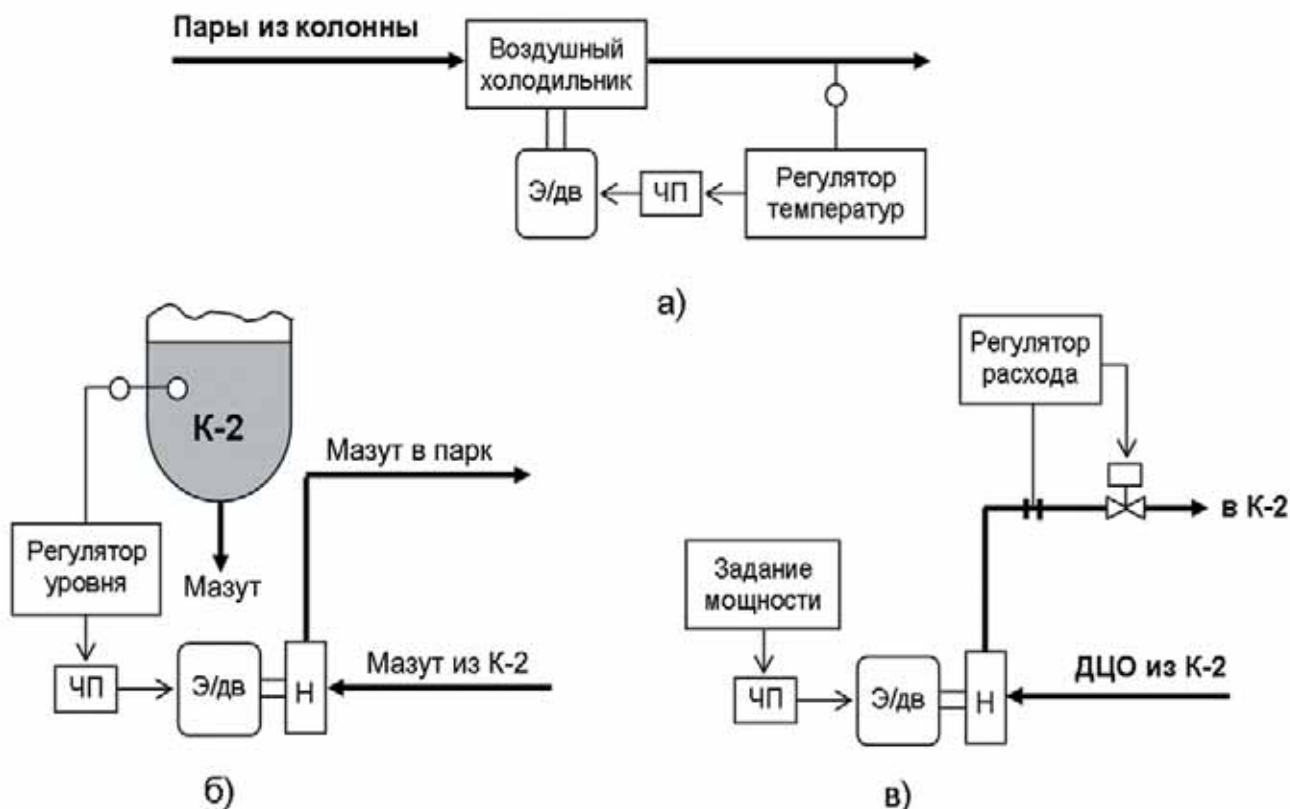 Пары из колонны
Воздушный
холодильник
Э/дв
ЧП
Регулятор
температур
а)
К-2
Мазут в парк
Регулятор
уровня
Мазут
ЧП
Э/дв
Н
Мазут из К-2
б)
Регулятор
расхода
в К-2
Задание
мощности
ЧП
Э/дв
Н
ДЦО из К-2
в)